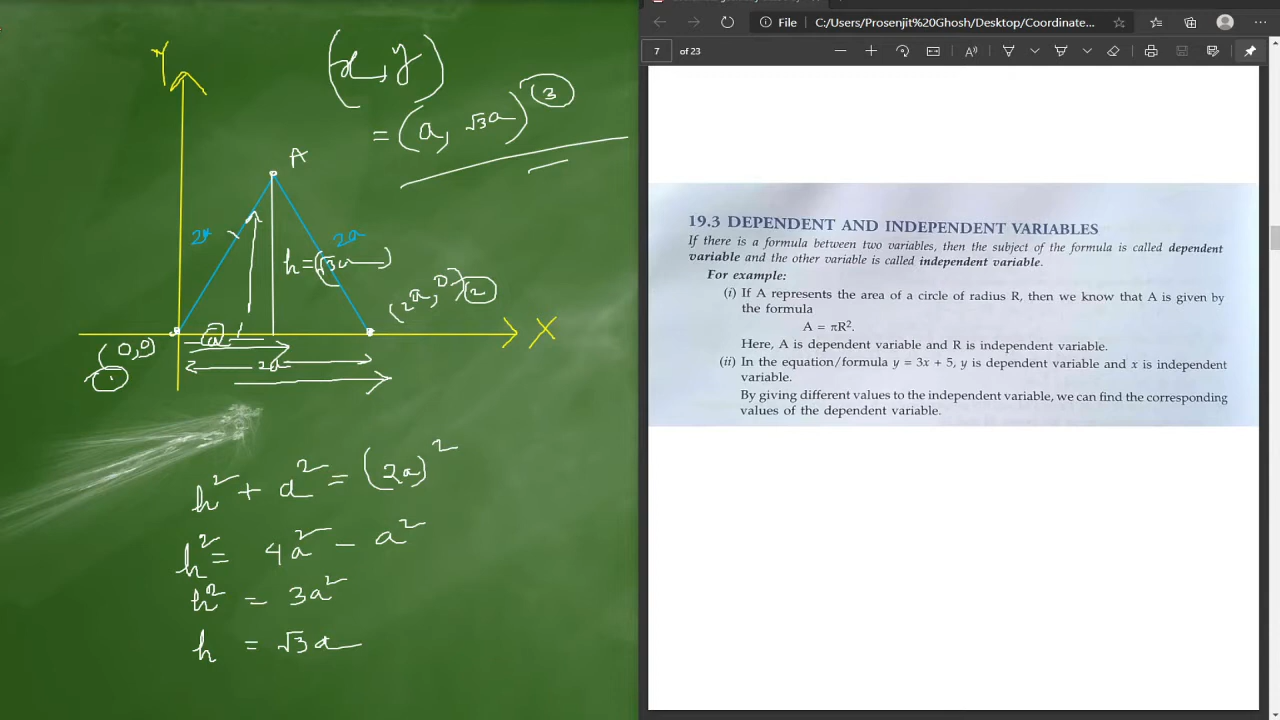 Y
(x, y)
= (a, √3a) 3
A
2a
2a
h = (√3a)
(2a, 0) 2
X
a
(0,0)
2a
h² + a² = (2a)²
h² = 4a² - a²
h² = 3a²
h = √3a
File C:/Users/Prosenjit%20Ghosh/Desktop/Coordinate...
7 of 23
19.3 DEPENDENT AND INDEPENDENT VARIABLES
If there is a formula between two variables, then the subject of the formula is called dependent
variable and the other variable is called independent variable.
For example:
(i) If A represents the area of a circle of radius R, then we know that A is given by
the formula
A = πR².
Here, A is dependent variable and R is independent variable.
(ii) In the equation/formula y = 3x + 5, y is dependent variable and x is independent
variable.
By giving different values to the independent variable, we can find the corresponding
values of the dependent variable.